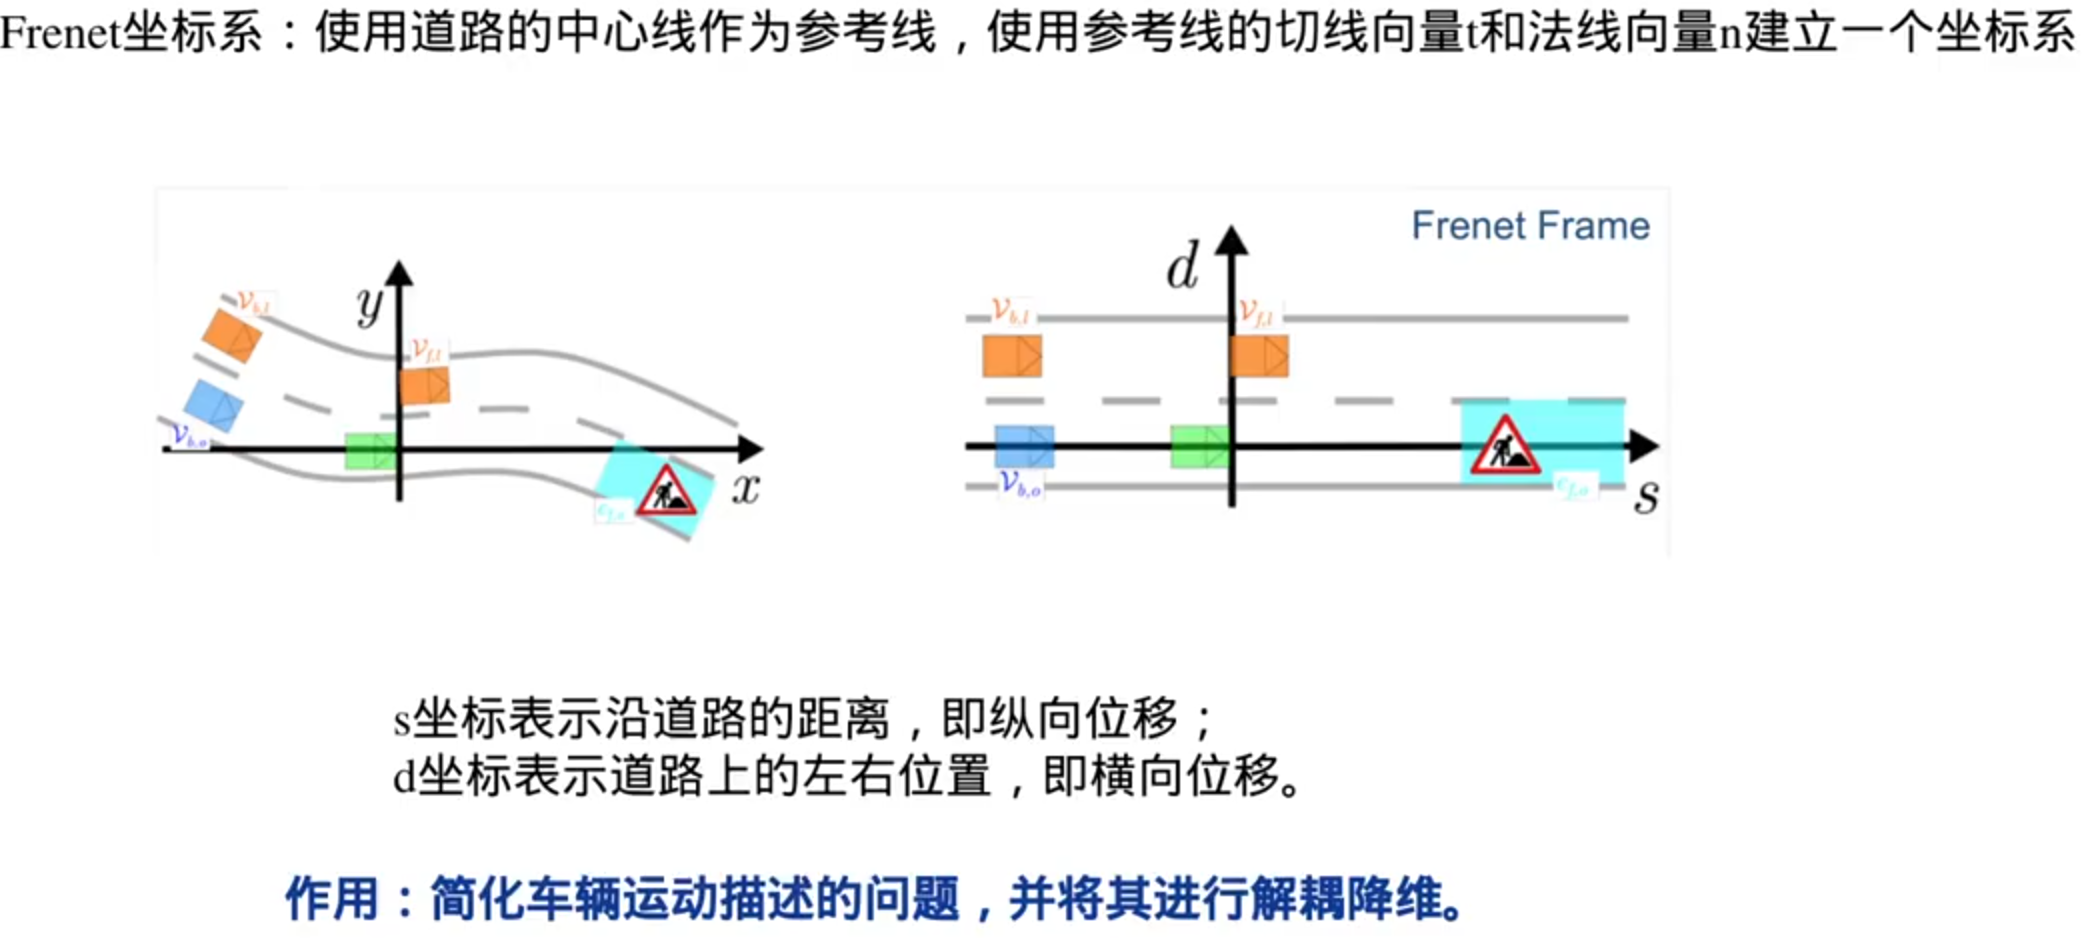 Frenet坐标系：使用道路的中心线作为参考线，使用参考线的切线向量t和法线向量n建立一个坐标系
Frenet Frame
y
x
d
s
V_{b,l}
V_{f,l}
V_{b,o}
e_{f,o}
V_{b,l}
V_{f,l}
V_{b,o}
e_{f,o}
s坐标表示沿道路的距离，即纵向位移；
d坐标表示道路上的左右位置，即横向位移。
作用：简化车辆运动描述的问题，并将其进行解耦降维。